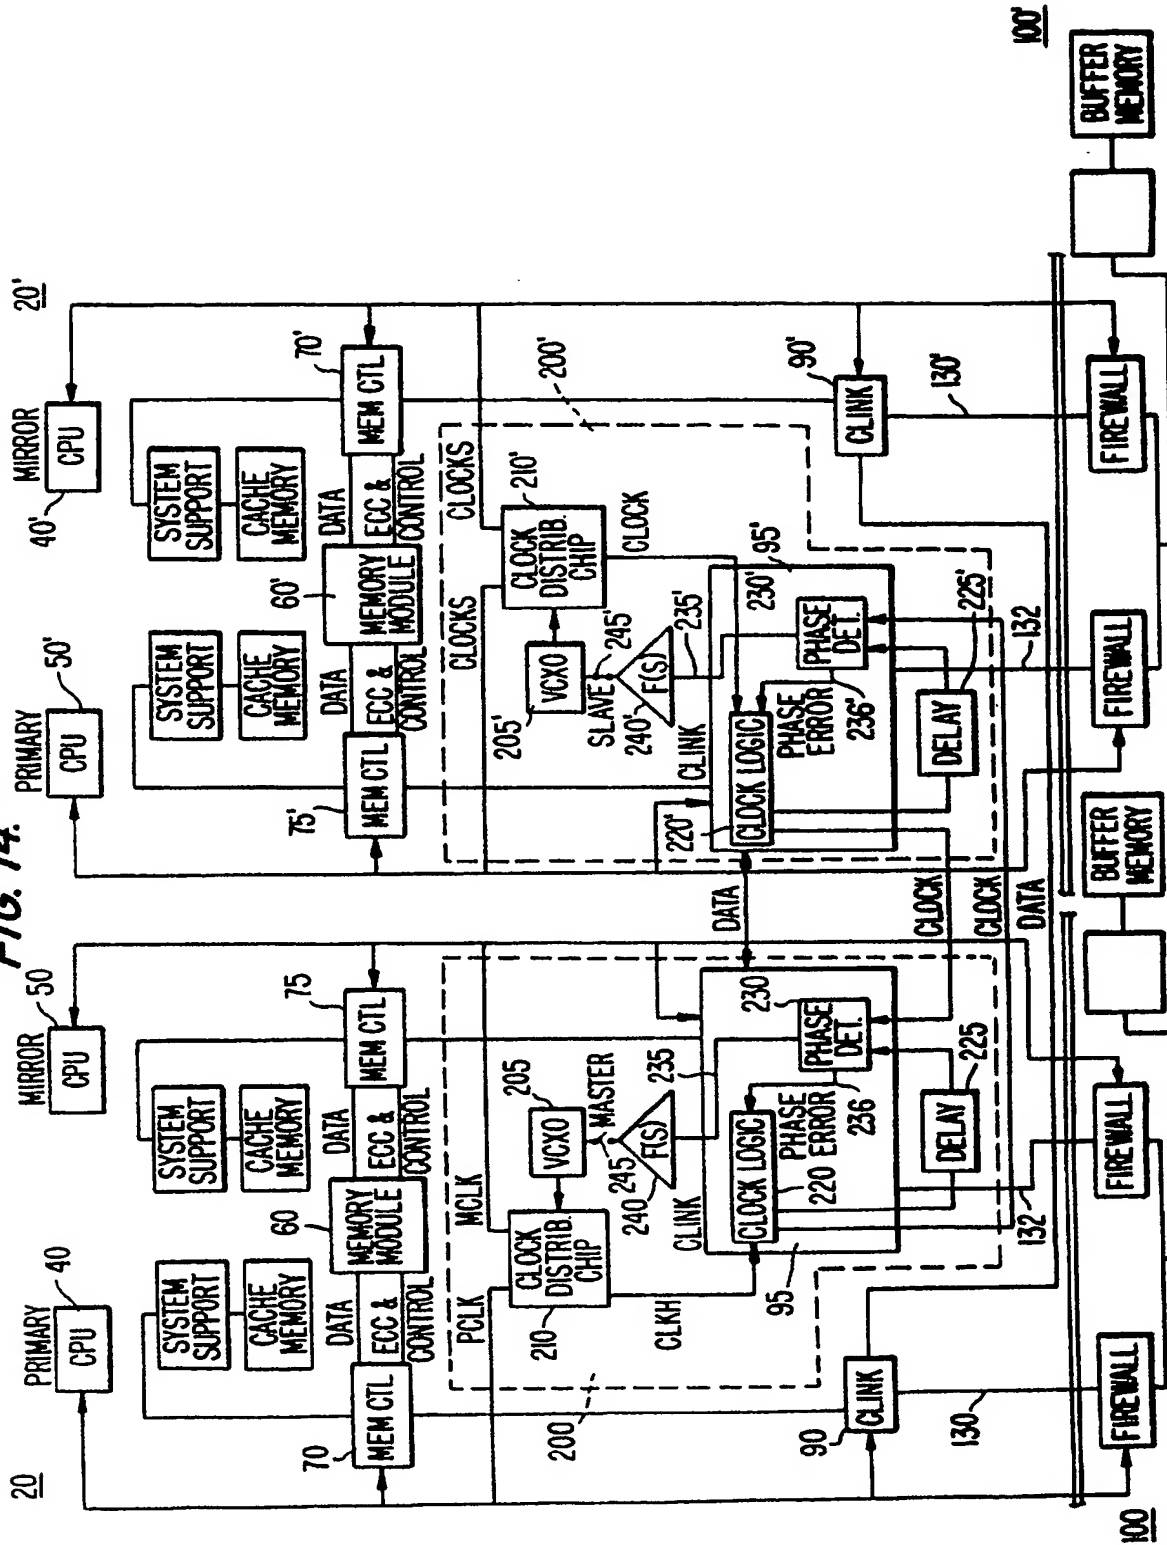 FIG. 14.
20
PRIMARY
40
CPU
MIRROR
50
CPU
SYSTEM
SUPPORT
CACHE
MEMORY
SYSTEM
SUPPORT
CACHE
MEMORY
70
MEM CTL
DATA
ECC &
CONTROL
60
MEMORY
MODULE
DATA
ECC &
CONTROL
75
MEM CTL
PCLK
MCLK
200
CLOCK
DISTRIB.
CHIP
210
VCXO
205
245
MASTER
240
F(S)
235
CLKH
CLINK
95
CLOCK LOGIC
220
PHASE
ERROR
236
230
PHASE
DET.
DELAY
225
90
CLINK
130
132
FIREWALL
FIREWALL
100
BUFFER
MEMORY
DATA
CLOCK
CLOCK
DATA
20'
PRIMARY
50'
CPU
MIRROR
40'
CPU
SYSTEM
SUPPORT
CACHE
MEMORY
SYSTEM
SUPPORT
CACHE
MEMORY
75'
MEM CTL
DATA
ECC &
CONTROL
60'
MEMORY
MODULE
DATA
ECC &
CONTROL
70'
MEM CTL
CLOCKS
CLOCKS
200'
CLOCK
DISTRIB.
CHIP
210'
VCXO
205'
SLAVE
245'
240'
F(S)
235'
CLOCK
CLINK
95'
220'
CLOCK LOGIC
PHASE
ERROR
236'
230'
PHASE
DET.
DELAY
225'
90'
CLINK
130'
132
FIREWALL
FIREWALL
100'
BUFFER
MEMORY